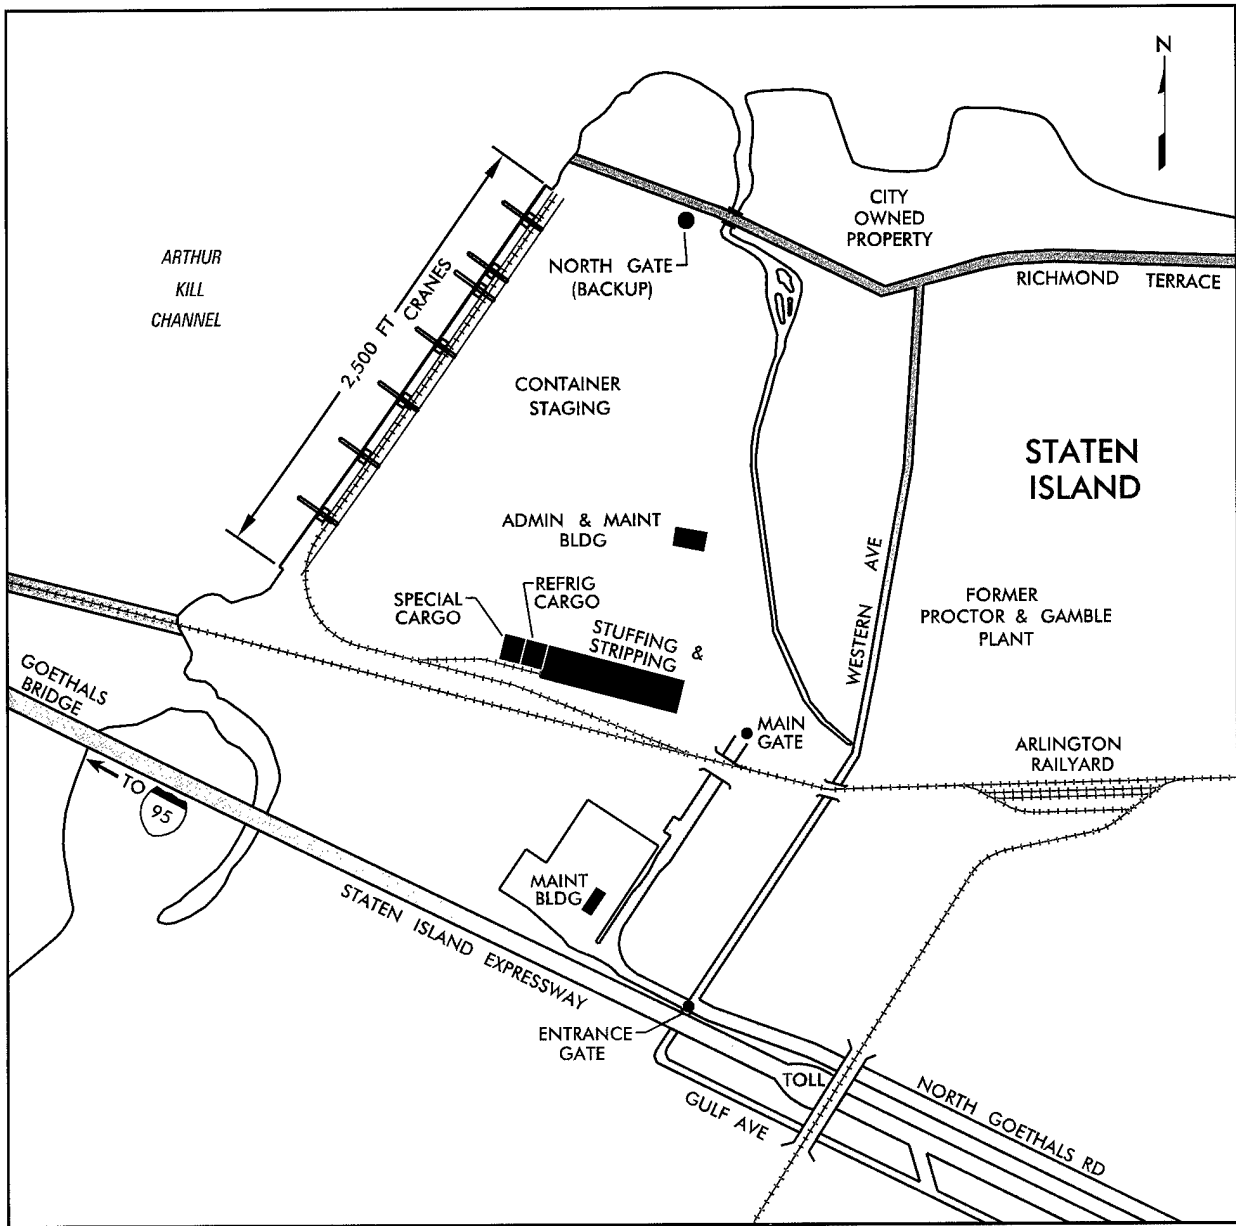 N
CITY
OWNED
PROPERTY
ARTHUR
KILL
CHANNEL
NORTH GATE
(BACKUP)
RICHMOND TERRACE
2,500 FT
CRANES
CONTAINER
STAGING
STATEN
ISLAND
ADMIN & MAINT
BLDG
WESTERN AVE
REFRIG
CARGO
SPECIAL
CARGO
STUFFING &
STRIPPING
FORMER
PROCTOR & GAMBLE
PLANT
GOETHALS
BRIDGE
MAIN
GATE
ARLINGTON
RAILYARD
TO
95
MAINT
BLDG
STATEN ISLAND EXPRESSWAY
ENTRANCE
GATE
TOLL
GULF AVE
NORTH GOETHALS RD